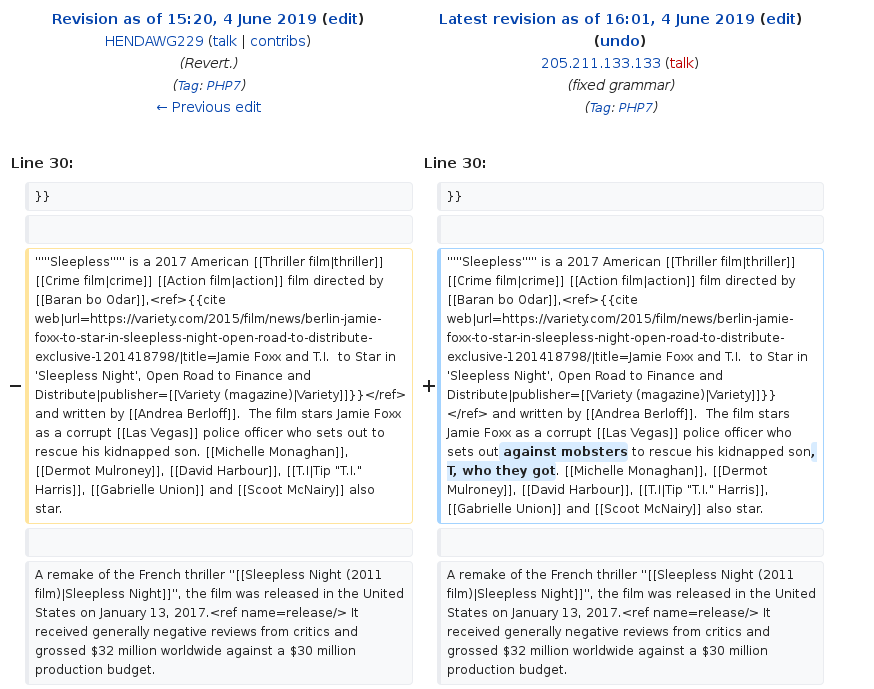 Revision as of 15:20, 4 June 2019 (edit)
HENDAWG229 (talk | contribs)
(Revert.)
(Tag: PHP7)
← Previous edit
Latest revision as of 16:01, 4 June 2019 (edit)
(undo)
205.211.133.133 (talk)
(fixed grammar)
(Tag: PHP7)
Line 30:
Line 30:
}}
}}
−
'''''Sleepless''''' is a 2017 American [[Thriller film|thriller]]
[[Crime film|crime]] [[Action film|action]] film directed by
[[Baran bo Odar]],<ref>{{cite
web|url=https://variety.com/2015/film/news/berlin-jamie-
foxx-to-star-in-sleepless-night-open-road-to-distribute-
exclusive-1201418798/|title=Jamie Foxx and T.I.  to Star in
'Sleepless Night', Open Road to Finance and
Distribute|publisher=[[Variety (magazine)|Variety]]}}</ref>
and written by [[Andrea Berloff]].  The film stars Jamie Foxx
as a corrupt [[Las Vegas]] police officer who sets out to
rescue his kidnapped son. [[Michelle Monaghan]],
[[Dermot Mulroney]], [[David Harbour]], [[T.I|Tip "T.I."
Harris]], [[Gabrielle Union]] and [[Scoot McNairy]] also
star.
+
'''''Sleepless''''' is a 2017 American [[Thriller film|thriller]]
[[Crime film|crime]] [[Action film|action]] film directed by
[[Baran bo Odar]],<ref>{{cite
web|url=https://variety.com/2015/film/news/berlin-jamie-
foxx-to-star-in-sleepless-night-open-road-to-distribute-
exclusive-1201418798/|title=Jamie Foxx and T.I.  to Star in
'Sleepless Night', Open Road to Finance and
Distribute|publisher=[[Variety (magazine)|Variety]]}}
</ref> and written by [[Andrea Berloff]].  The film stars
Jamie Foxx as a corrupt [[Las Vegas]] police officer who
sets out against mobsters to rescue his kidnapped son,
T, who they got. [[Michelle Monaghan]], [[Dermot
Mulroney]], [[David Harbour]], [[T.I|Tip "T.I." Harris]],
[[Gabrielle Union]] and [[Scoot McNairy]] also star.
A remake of the French thriller ''[[Sleepless Night (2011
film)|Sleepless Night]]'', the film was released in the United
States on January 13, 2017.<ref name=release/> It
received generally negative reviews from critics and
grossed $32 million worldwide against a $30 million
production budget.
A remake of the French thriller ''[[Sleepless Night (2011
film)|Sleepless Night]]'', the film was released in the United
States on January 13, 2017.<ref name=release/> It
received generally negative reviews from critics and
grossed $32 million worldwide against a $30 million
production budget.